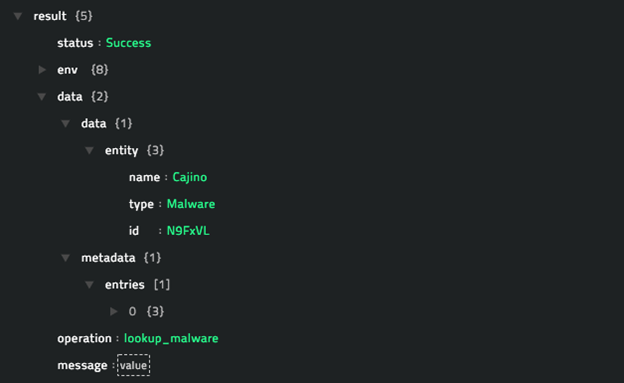 result {5}
status : Success
env {8}
data {2}
data {1}
entity {3}
name : Cajino
type : Malware
id : N9FxVL
metadata {1}
entries [1]
0 {3}
operation : lookup_malware
message : value